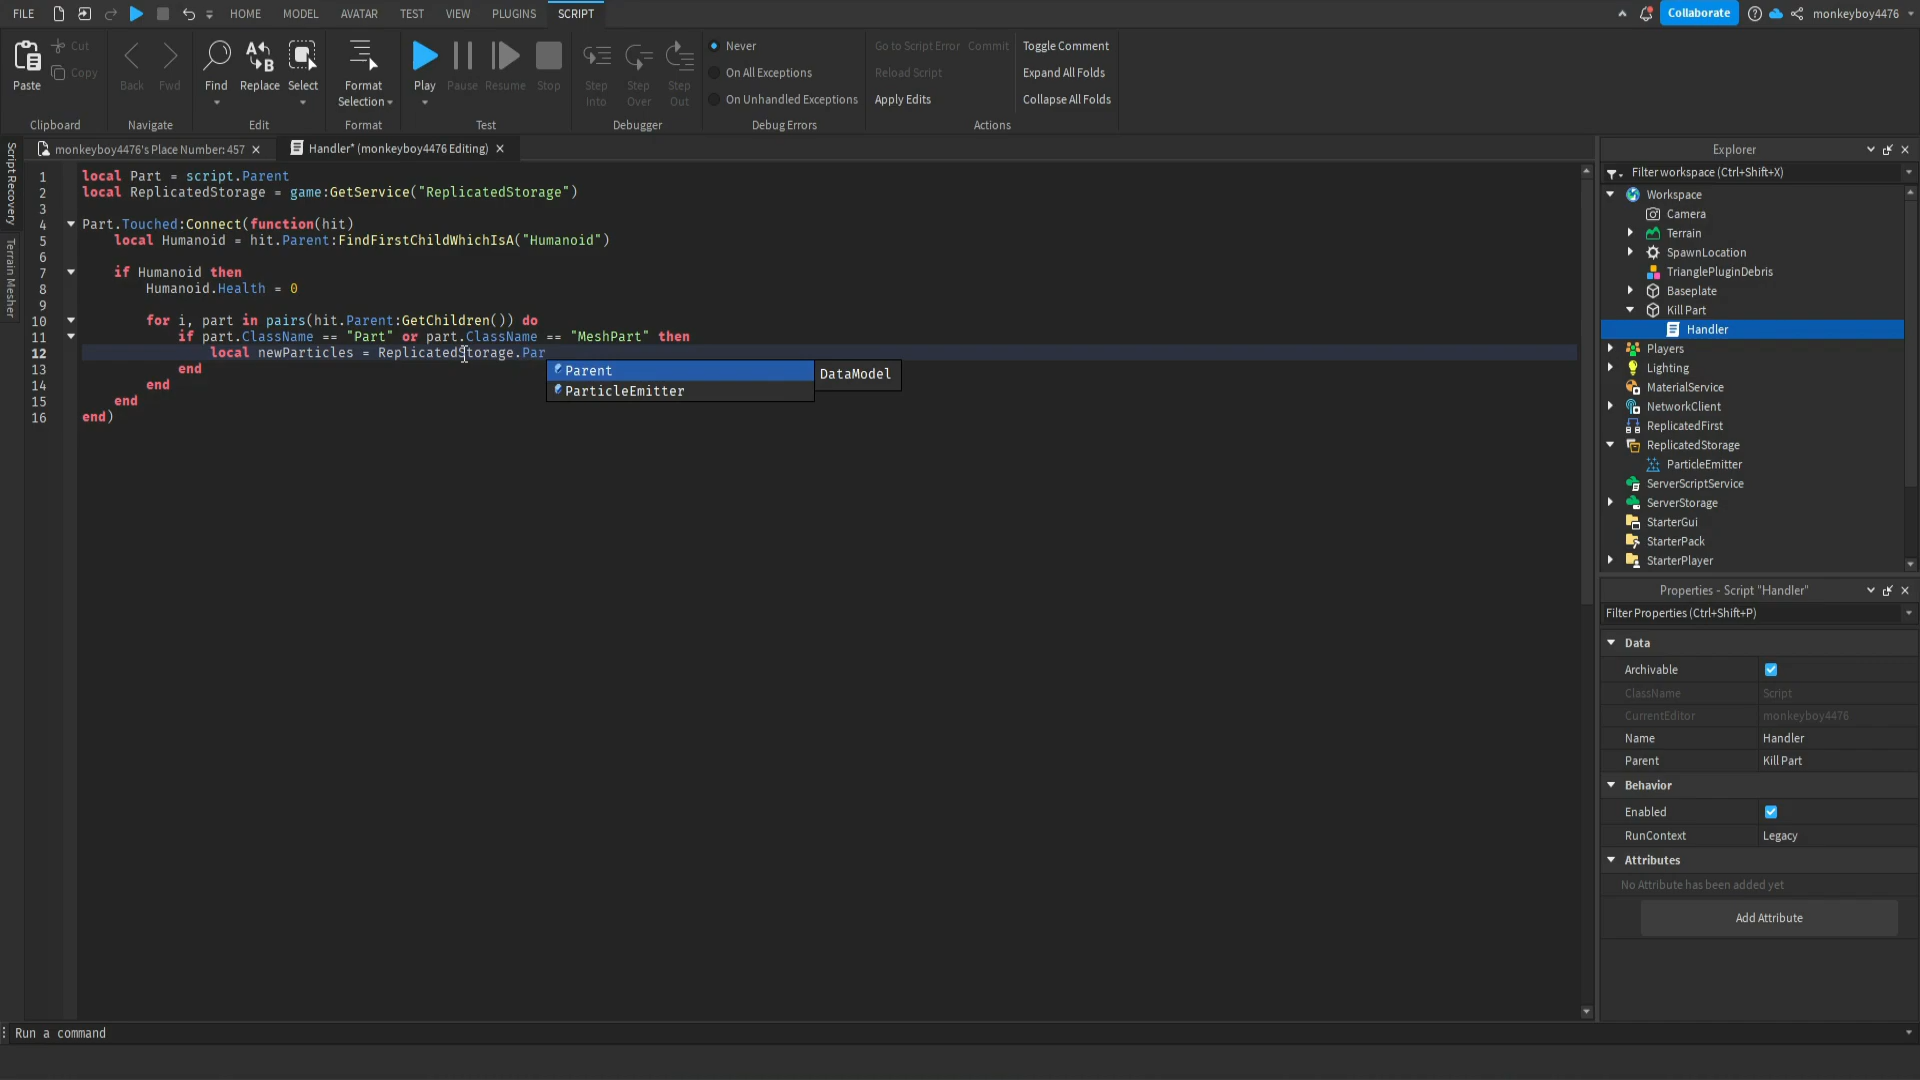 FILE HOME MODEL AVATAR TEST VIEW PLUGINS SCRIPT Collaborate monkeyboy4476
Paste Cut Copy
Back Fwd
Find Replace Select
Format Selection
Play Pause Resume Stop
Step Into Step Over Step Out
Never
On All Exceptions
On Unhandled Exceptions
Go to Script Error Commit
Reload Script
Apply Edits
Toggle Comment
Expand All Folds
Collapse All Folds
Clipboard Navigate Edit Format Test Debugger Debug Errors Actions
Script Recovery
Terrain Mesher
monkeyboy4476's Place Number: 457 Handler* (monkeyboy4476 Editing)
1 local Part = script.Parent
2 local ReplicatedStorage = game:GetService("ReplicatedStorage")
3
4 Part.Touched:Connect(function(hit)
5 local Humanoid = hit.Parent:FindFirstChildWhichIsA("Humanoid")
6
7 if Humanoid then
8 Humanoid.Health = 0
9
10 for i, part in pairs(hit.Parent:GetChildren()) do
11 if part.ClassName == "Part" or part.ClassName == "MeshPart" then
12 local newParticles = ReplicatedStorage.Par
13 end
14 end
15 end
16 end)
Parent
ParticleEmitter
DataModel
Explorer
Filter workspace (Ctrl+Shift+X)
Workspace
Camera
Terrain
SpawnLocation
TrianglePluginDebris
Baseplate
Kill Part
Handler
Players
Lighting
MaterialService
NetworkClient
ReplicatedFirst
ReplicatedStorage
ParticleEmitter
ServerScriptService
ServerStorage
StarterGui
StarterPack
StarterPlayer
Properties - Script "Handler"
Filter Properties (Ctrl+Shift+P)
Data
Archivable
ClassName Script
CurrentEditor monkeyboy4476
Name Handler
Parent Kill Part
Behavior
Enabled
RunContext Legacy
Attributes
No Attribute has been added yet
Add Attribute
Run a command